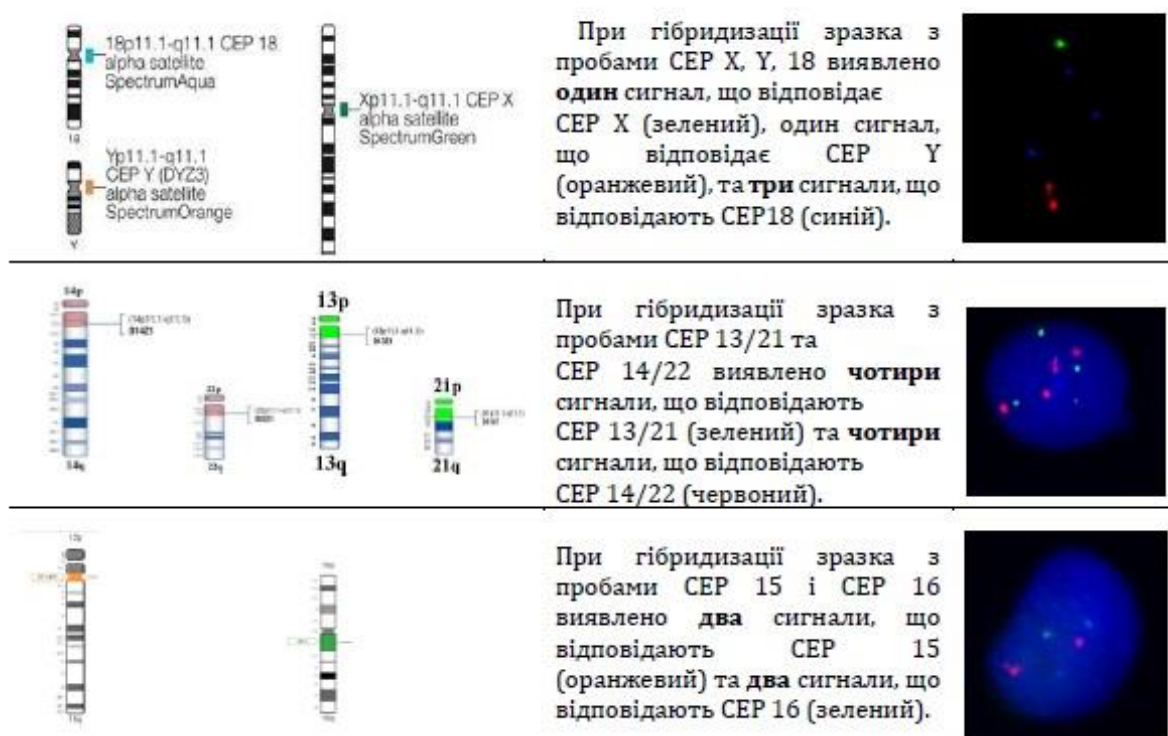 18p11.1-q11.1 CEP 18
alpha satellite
SpectrumAqua
18
Yp11.1-q11.1
CEP Y (DYZ3)
alpha satellite
SpectrumOrange
Y
Xp11.1-q11.1 CEP X
alpha satellite
SpectrumGreen
При гібридизації зразка з
пробами CEP X, Y, 18 виявлено
один сигнал, що відповідає
CEP X (зелений), один сигнал,
що відповідає CEP Y
(оранжевий), та три сигнали, що
відповідають CEP18 (синій).
14p
14q
22p
22q
13p
13q
21p
21q
При гібридизації зразка з
пробами CEP 13/21 та
CEP 14/22 виявлено чотири
сигнали, що відповідають
CEP 13/21 (зелений) та чотири
сигнали, що відповідають
CEP 14/22 (червоний).
При гібридизації зразка з
пробами CEP 15 і CEP 16
виявлено два сигнали, що
відповідають CEP 15
(оранжевий) та два сигнали, що
відповідають CEP 16 (зелений).